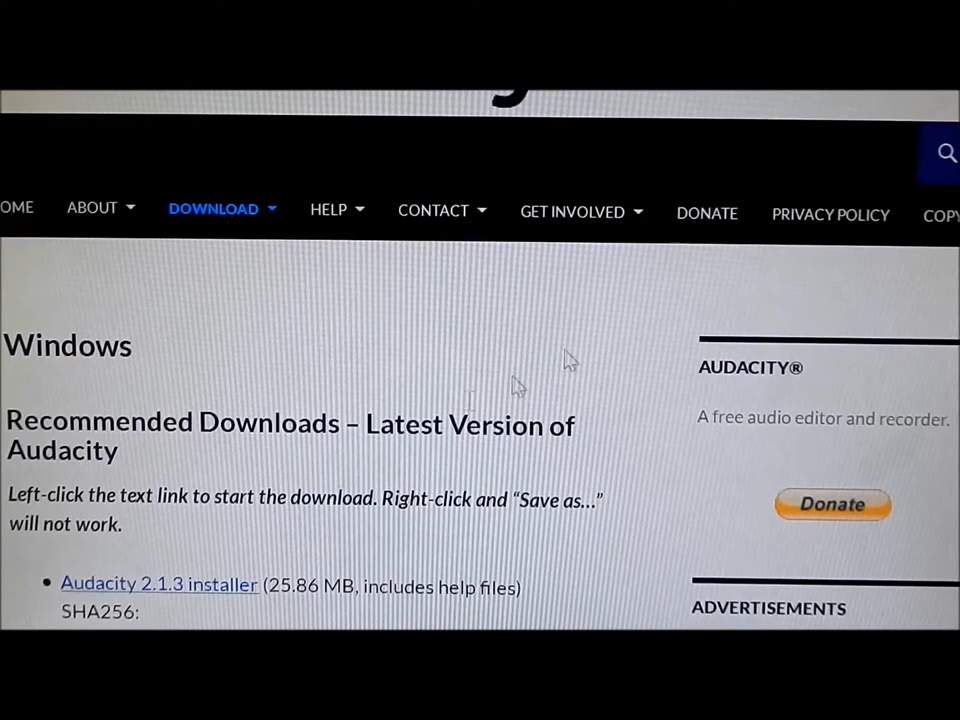 OME ABOUT DOWNLOAD HELP CONTACT GET INVOLVED DONATE PRIVACY POLICY COPY
Windows
Recommended Downloads – Latest Version of
Audacity
Left-click the text link to start the download. Right-click and “Save as...”
will not work.
• Audacity 2.1.3 installer (25.86 MB, includes help files)
SHA256:
AUDACITY®
A free audio editor and recorder.
Donate
ADVERTISEMENTS